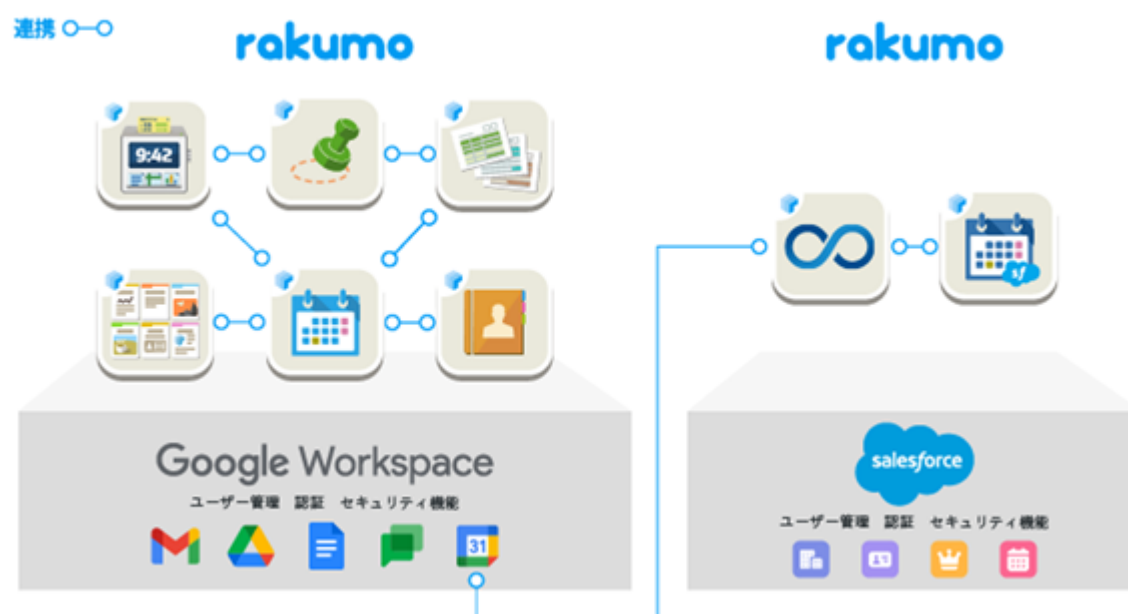 連携
rakumo
rakumo
9:42
sf
Google Workspace
ユーザー管理 認証 セキュリティ機能
31
salesforce
ユーザー管理 認証 セキュリティ機能